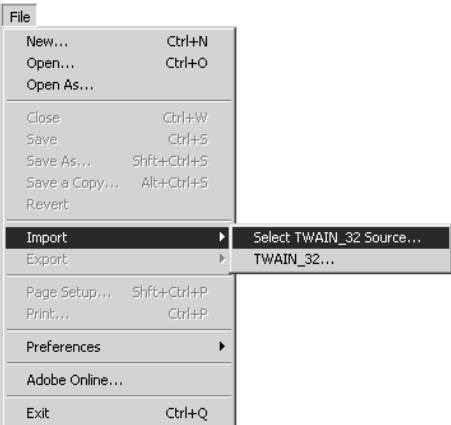 File
New... Ctrl+N
Open... Ctrl+O
Open As...
Close Ctrl+W
Save Ctrl+S
Save As... Shft+Ctrl+S
Save a Copy... Alt+Ctrl+S
Revert
Import
Select TWAIN_32 Source...
Export
TWAIN_32...
Page Setup... Shft+Ctrl+P
Print... Ctrl+P
Preferences
Adobe Online...
Exit Ctrl+Q